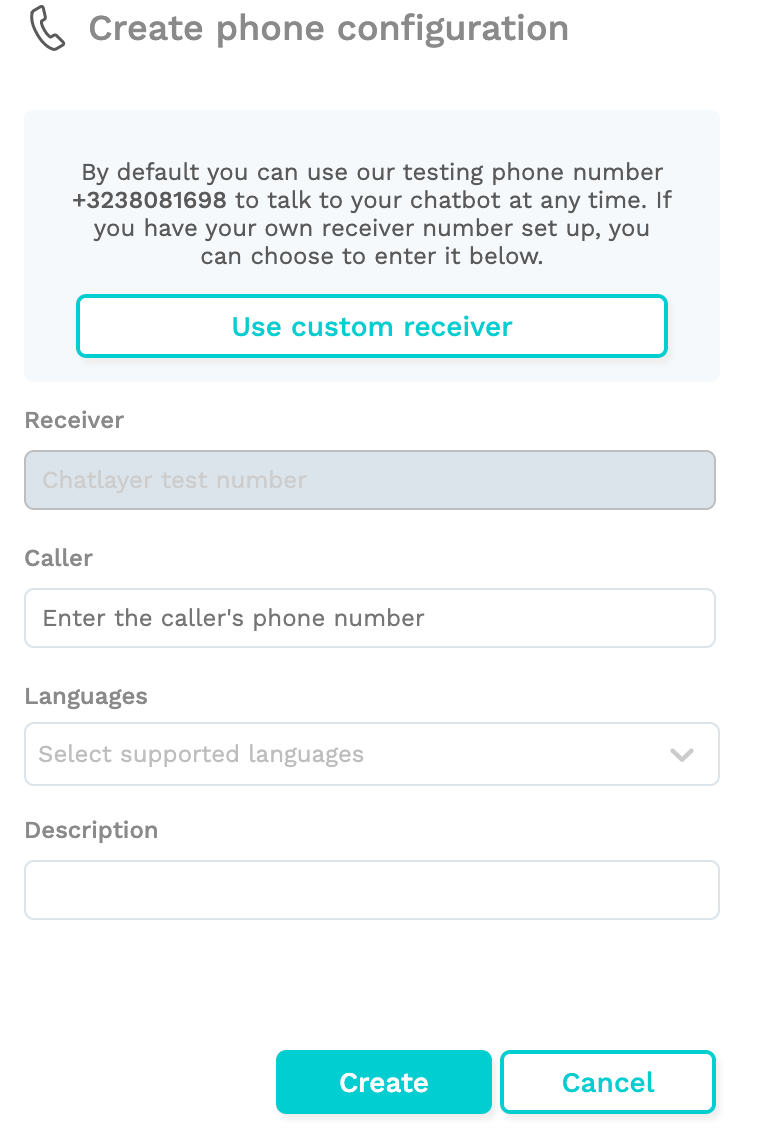 Create phone configuration
By default you can use our testing phone number
+3238081698 to talk to your chatbot at any time. If
you have your own receiver number set up, you
can choose to enter it below.
Use custom receiver
Receiver
Chatlayer test number
Caller
Enter the caller's phone number
Languages
Select supported languages
Description
Create
Cancel